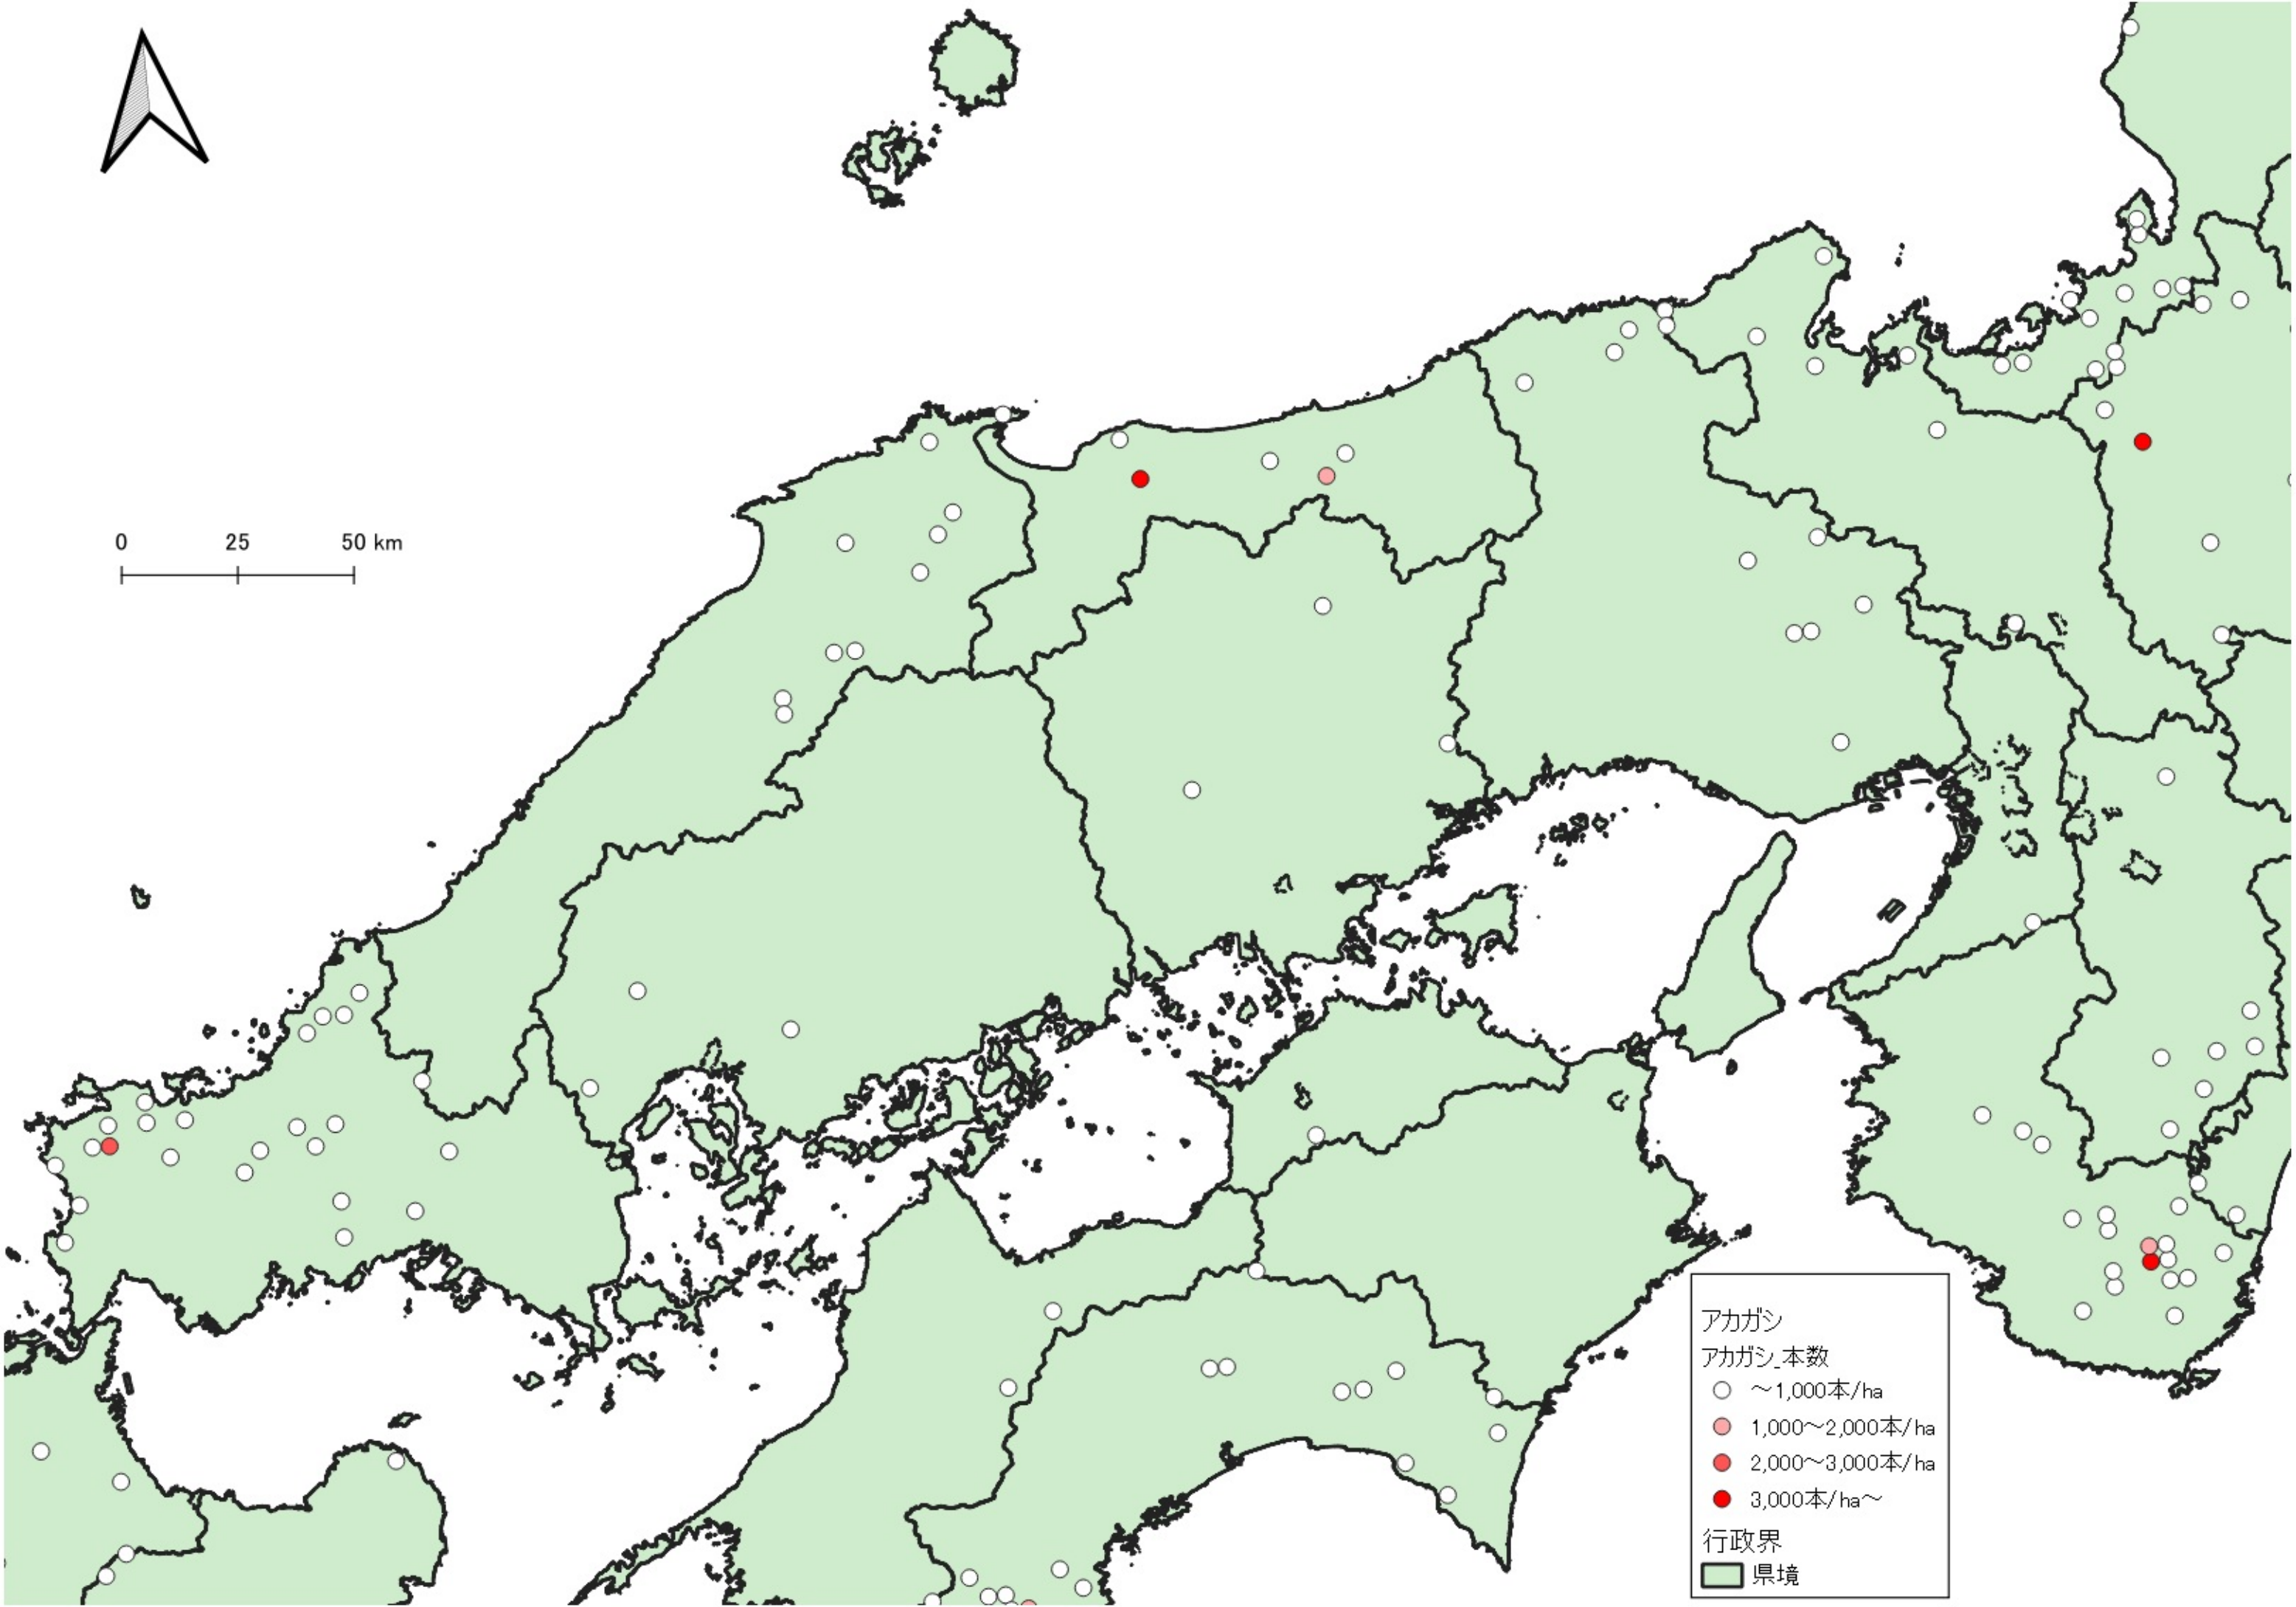 0 25 50 km
アカガシ
アカガシ_本数
～1,000本/ha
1,000～2,000本/ha
2,000～3,000本/ha
3,000本/ha～
行政界
県境